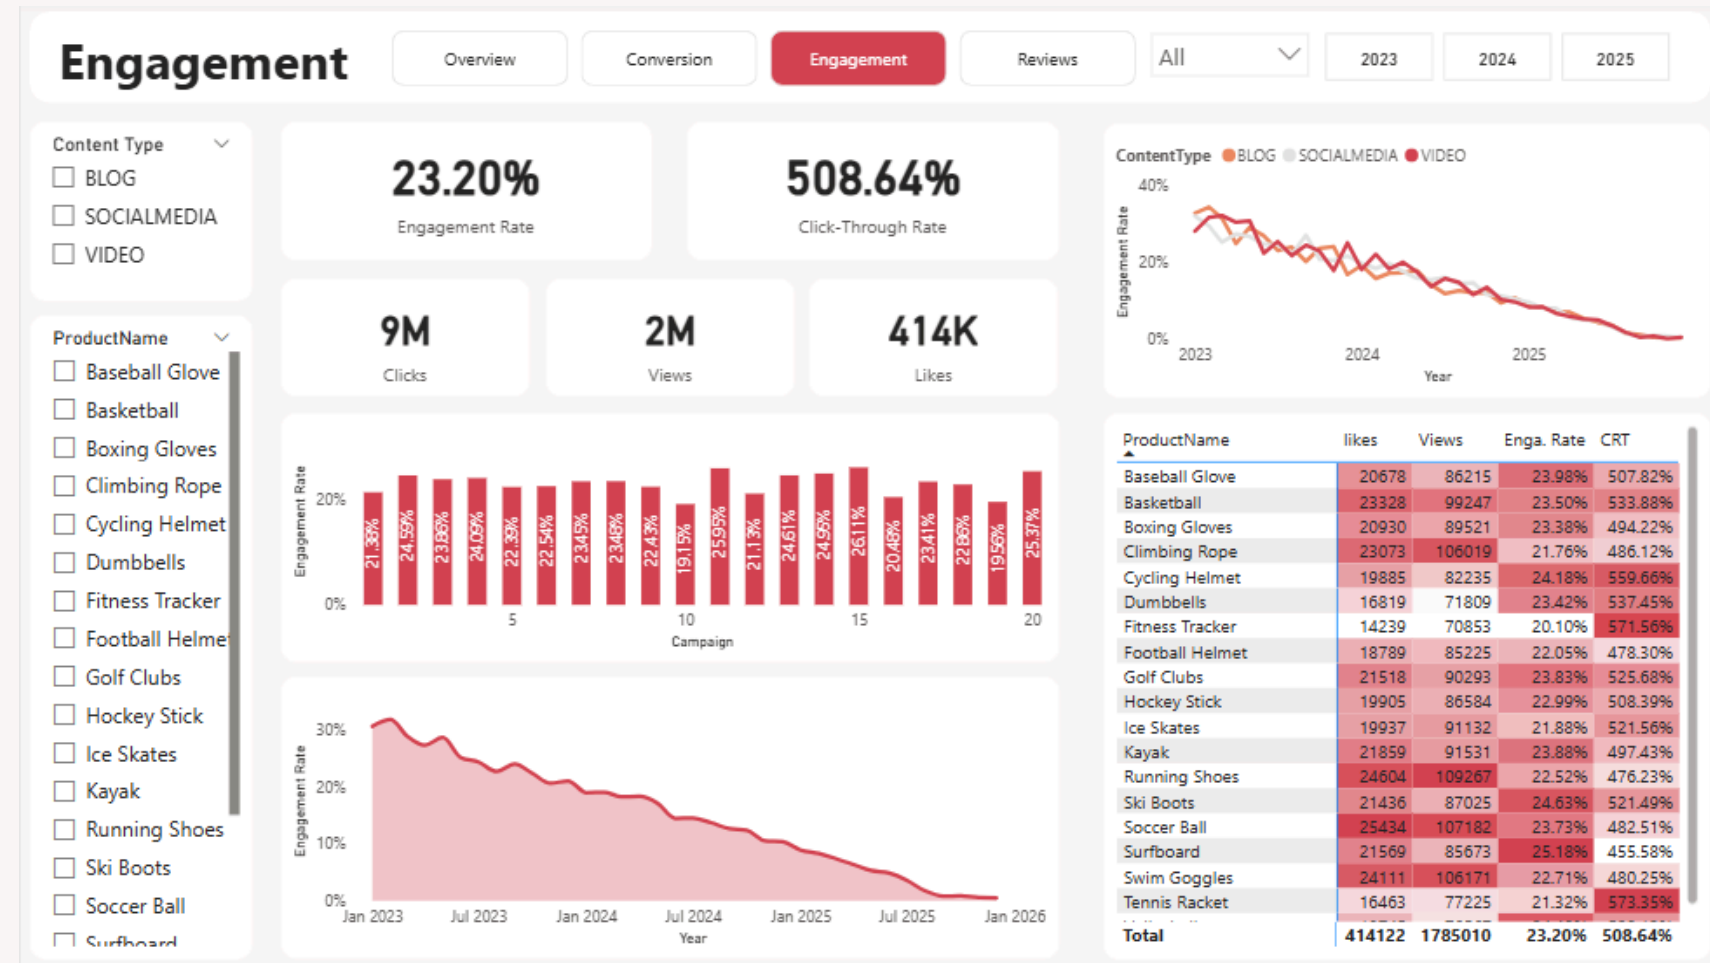 Engagement
Overview
Conversion
Engagement
Reviews
All
2023
2024
2025
Content Type
BLOG
SOCIALMEDIA
VIDEO
ProductName
Baseball Glove
Basketball
Boxing Gloves
Climbing Rope
Cycling Helmet
Dumbbells
Fitness Tracker
Football Helmet
Golf Clubs
Hockey Stick
Ice Skates
Kayak
Running Shoes
Ski Boots
Soccer Ball
Surfboard
23.20%
Engagement Rate
508.64%
Click-Through Rate
9M
Clicks
2M
Views
414K
Likes
Engagement Rate
20%
0%
21.38% 24.59% 23.86% 24.09% 22.39% 22.54% 23.45% 23.48% 22.43% 19.15% 25.95% 21.13% 24.61% 24.95% 26.11% 20.48% 23.41% 22.86% 19.56% 25.37%
5 10 15 20
Campaign
Engagement Rate
30%
20%
10%
0%
Jan 2023 Jul 2023 Jan 2024 Jul 2024 Jan 2025 Jul 2025 Jan 2026
Year
ContentType BLOG SOCIALMEDIA VIDEO
Engagement Rate
40%
20%
0%
2023 2024 2025
Year
ProductName likes Views Enga. Rate CRT
Baseball Glove 20678 86215 23.98% 507.82%
Basketball 23328 99247 23.50% 533.88%
Boxing Gloves 20930 89521 23.38% 494.22%
Climbing Rope 23073 106019 21.76% 486.12%
Cycling Helmet 19885 82235 24.18% 559.66%
Dumbbells 16819 71809 23.42% 537.45%
Fitness Tracker 14239 70853 20.10% 571.56%
Football Helmet 18789 85225 22.05% 478.30%
Golf Clubs 21518 90293 23.83% 525.68%
Hockey Stick 19905 86584 22.99% 508.39%
Ice Skates 19937 91132 21.88% 521.56%
Kayak 21859 91531 23.88% 497.43%
Running Shoes 24604 109267 22.52% 476.23%
Ski Boots 21436 87025 24.63% 521.49%
Soccer Ball 25434 107182 23.73% 482.51%
Surfboard 21569 85673 25.18% 455.58%
Swim Goggles 24111 106171 22.71% 480.25%
Tennis Racket 16463 77225 21.32% 573.35%
Total 414122 1785010 23.20% 508.64%